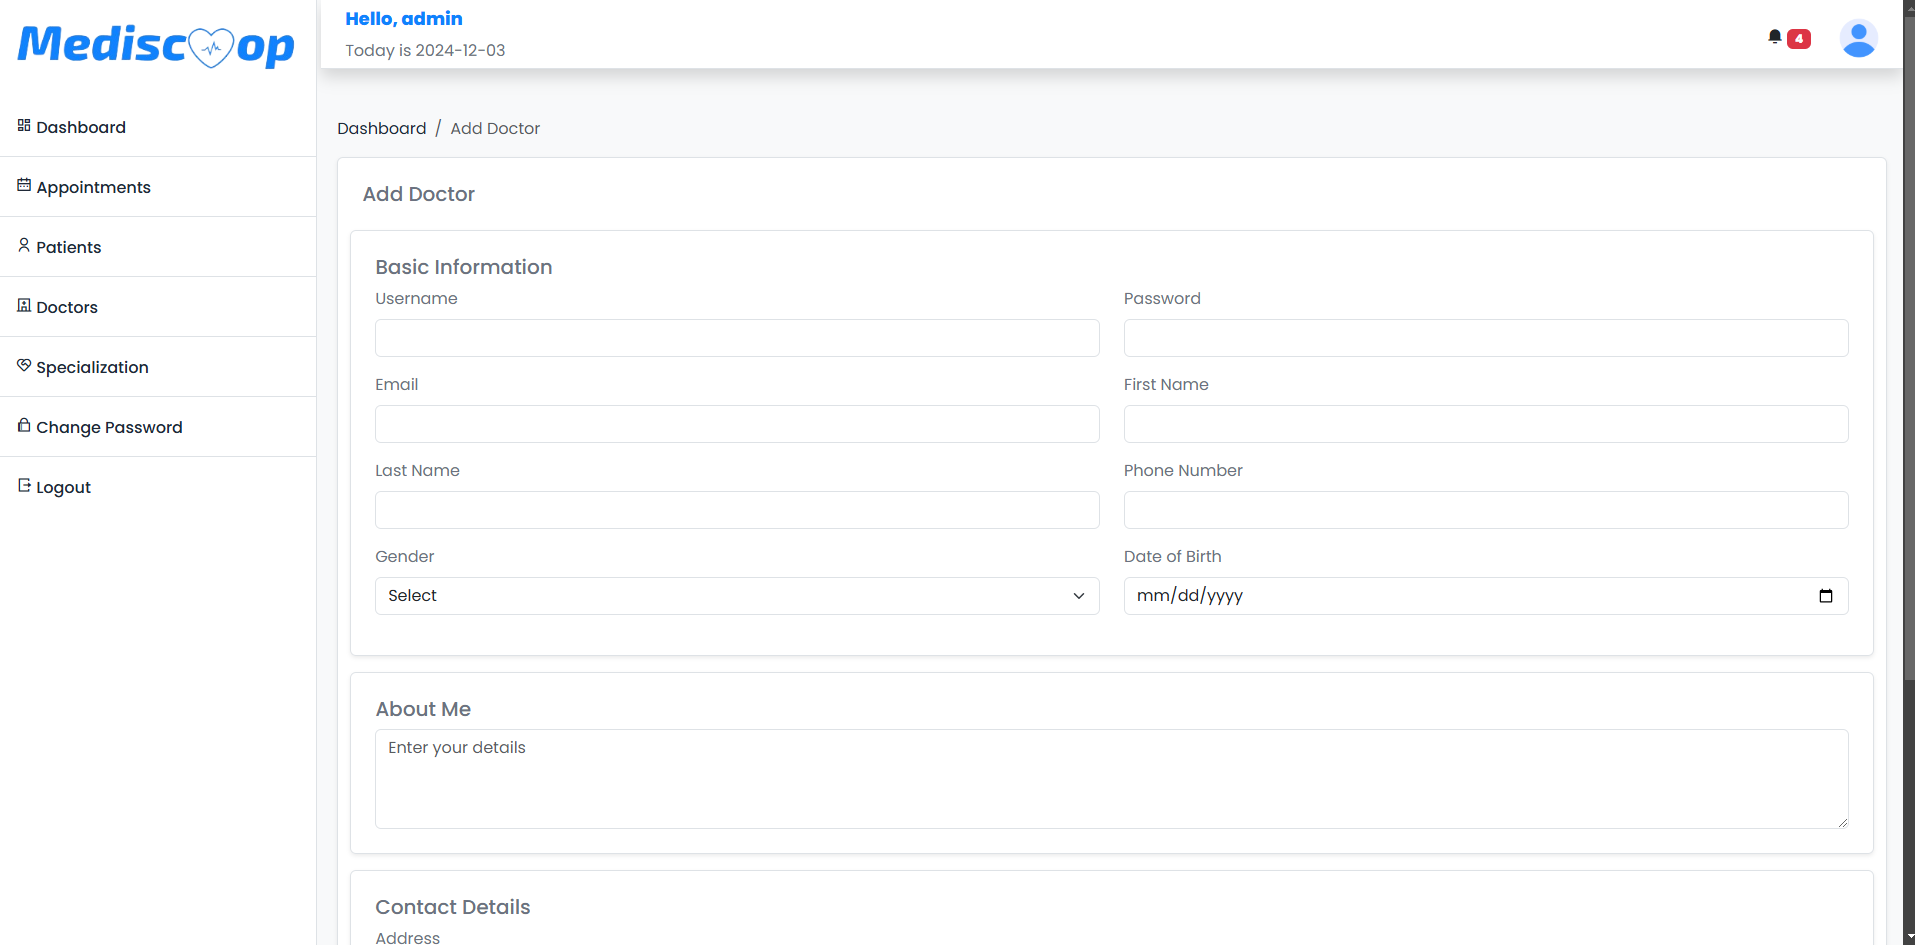 Mediscoop
Hello, admin
Today is 2024-12-03
4
Dashboard
Appointments
Patients
Doctors
Specialization
Change Password
Logout
Dashboard / Add Doctor
Add Doctor
Basic Information
Username
Password
Email
First Name
Last Name
Phone Number
Gender
Date of Birth
Select
mm/dd/yyyy
About Me
Enter your details
Contact Details
Address